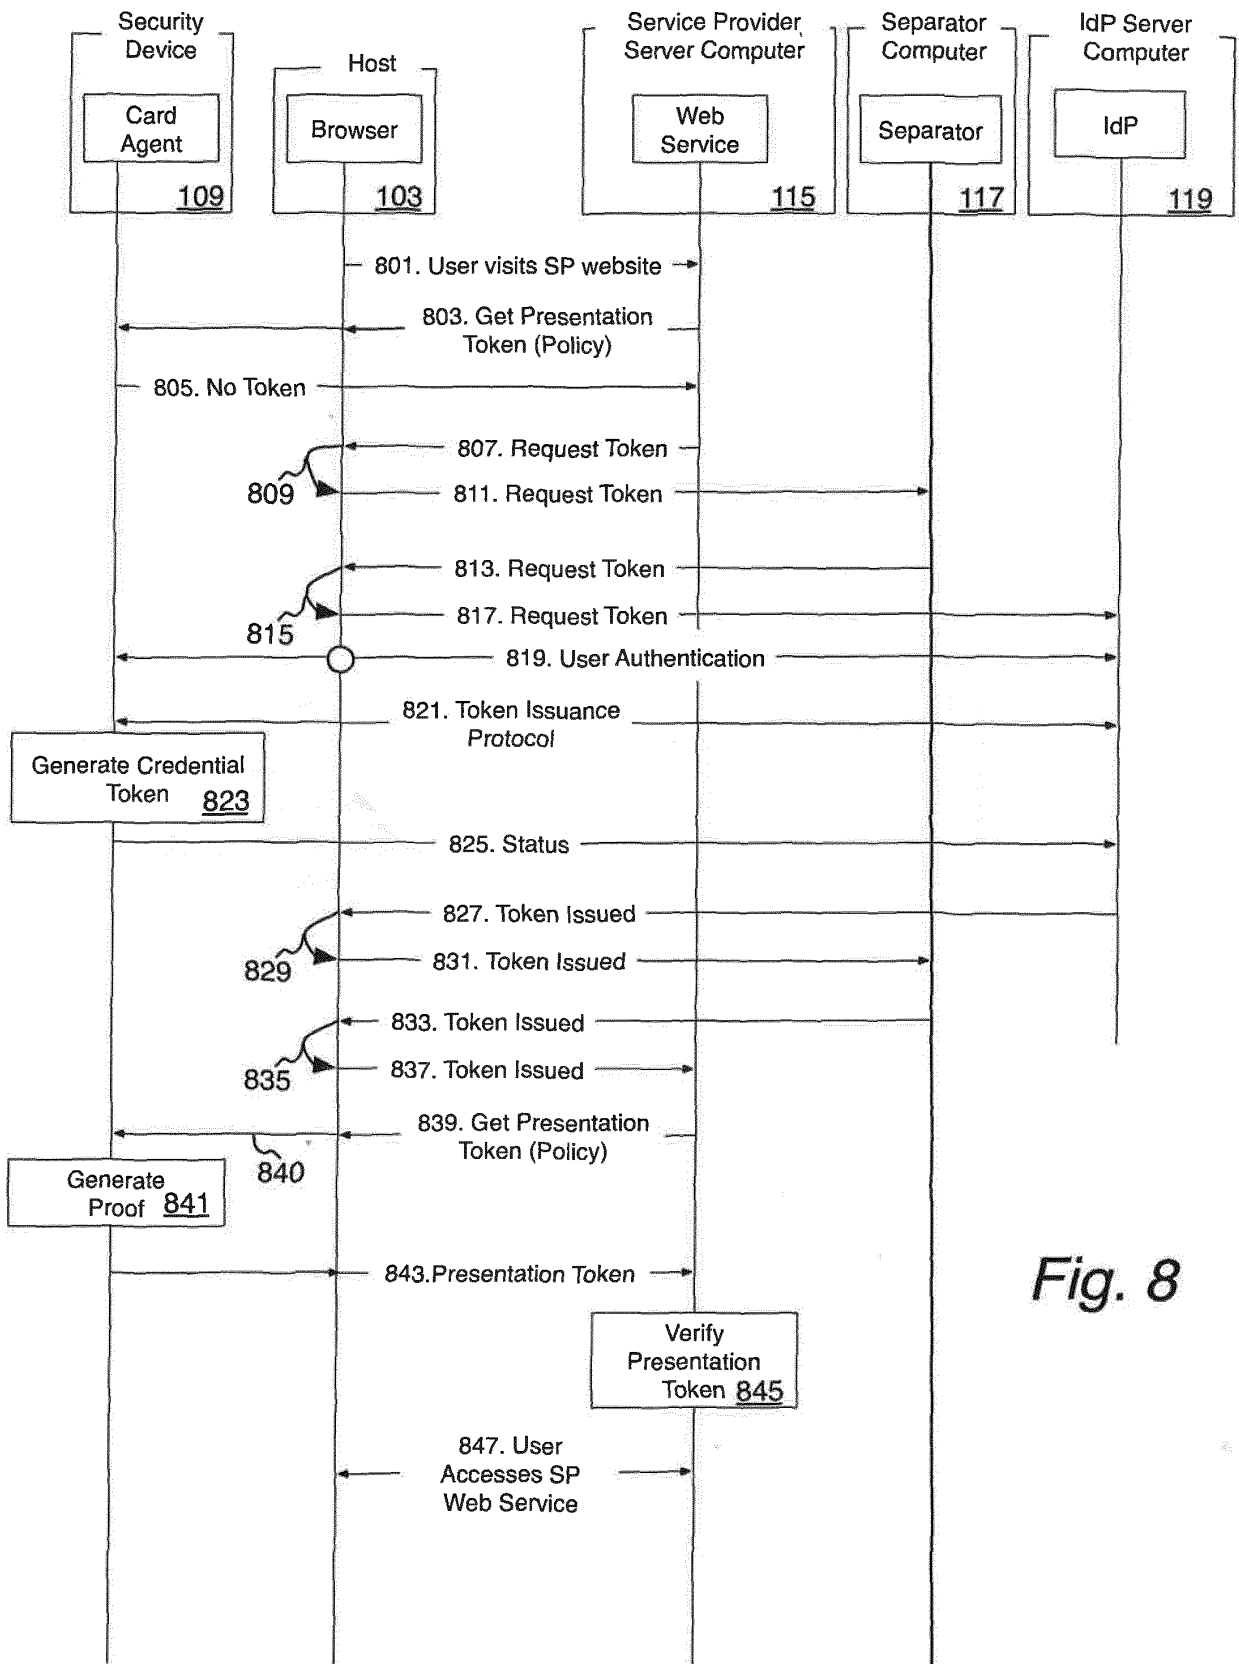 Security
Device
Card
Agent
109
Host
Browser
103
Service Provider
Server Computer
Web
Service
115
Separator
Computer
Separator
117
IdP Server
Computer
IdP
119
801. User visits SP website
803. Get Presentation
Token (Policy)
805. No Token
807. Request Token
809
811. Request Token
813. Request Token
815
817. Request Token
819. User Authentication
821. Token Issuance
Protocol
Generate Credential
Token 823
825. Status
827. Token Issued
829
831. Token Issued
833. Token Issued
835
837. Token Issued
839. Get Presentation
Token (Policy)
840
Generate
Proof 841
843.Presentation Token
Verify
Presentation
Token 845
847. User
Accesses SP
Web Service
Fig. 8